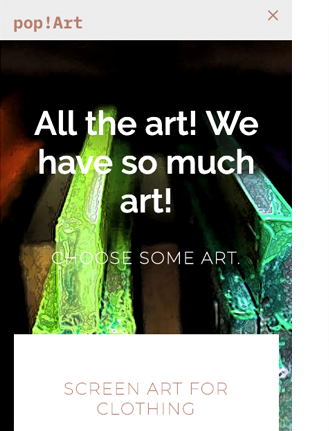 pop!Art
All the art! We
have so much
art!
CHOOSE SOME ART.
SCREEN ART FOR
CLOTHING